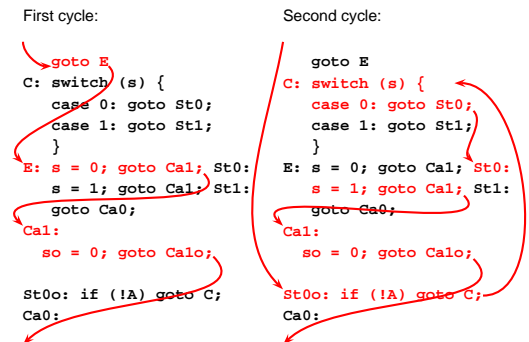 First cycle:
goto E
C: switch (s) {
case 0: goto St0;
case 1: goto St1;
}
E: s = 0; goto Ca1; St0:
s = 1; goto Ca1; St1:
goto Ca0;
Ca1:
so = 0; goto Ca1o;
St0o: if (!A) goto C;
Ca0:
Second cycle:
goto E
C: switch (s) {
case 0: goto St0;
case 1: goto St1;
}
E: s = 0; goto Ca1; St0:
s = 1; goto Ca1; St1:
goto Ca0;
Ca1:
so = 0; goto Ca1o;
St0o: if (!A) goto C;
Ca0: